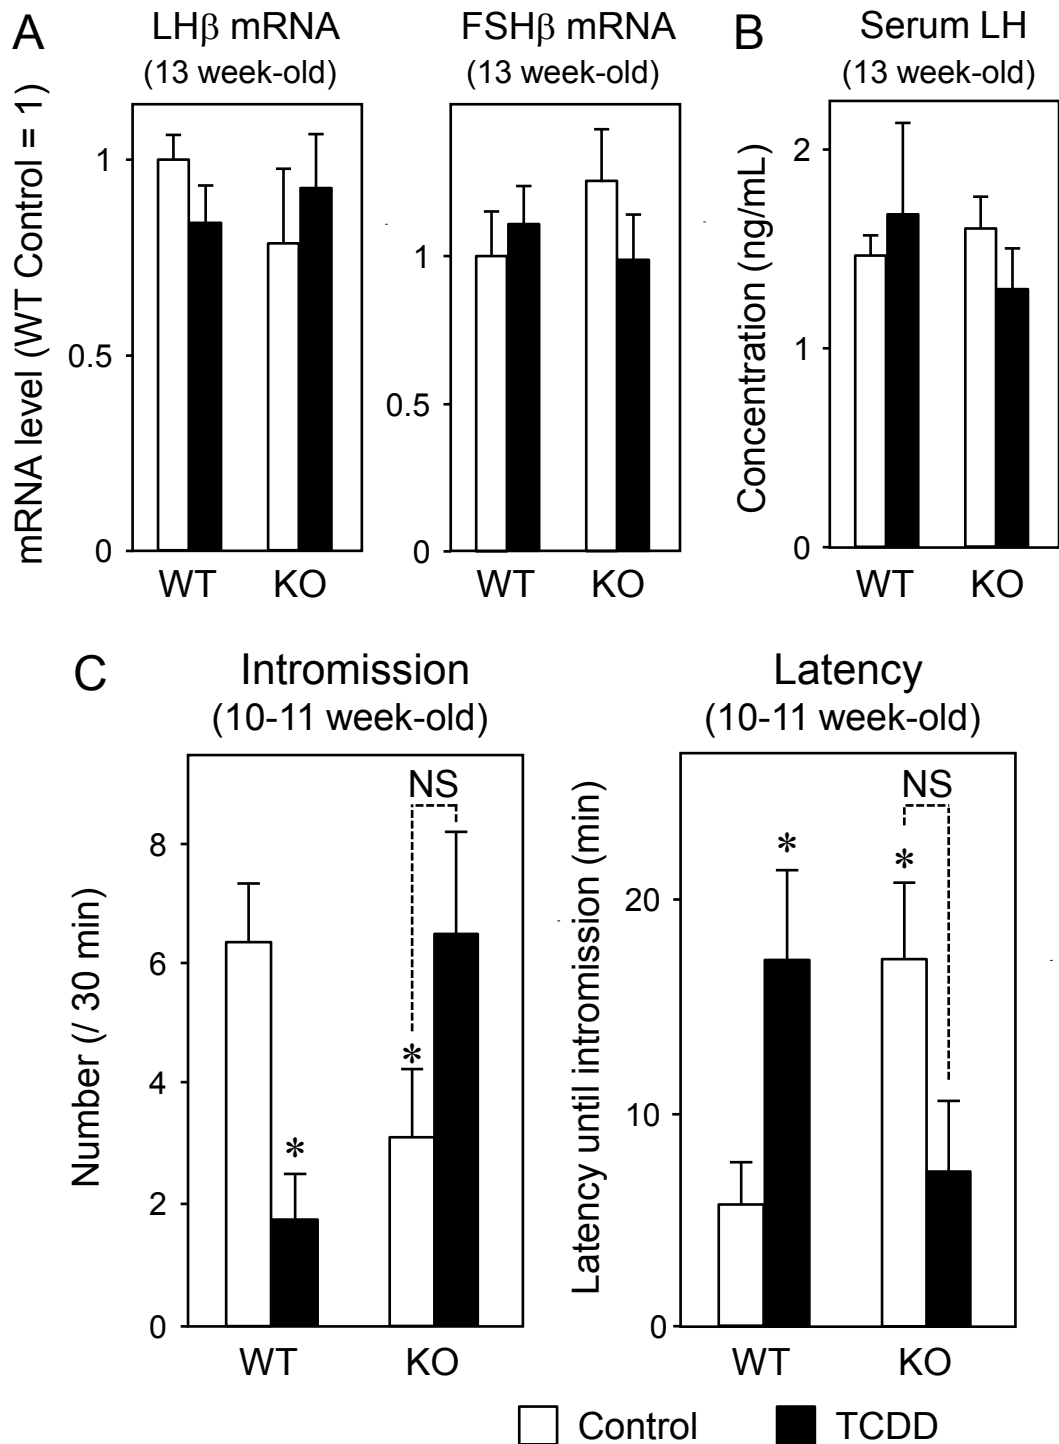 A
LHβ mRNA
(13 week-old)
FSHβ mRNA
(13 week-old)
B
Serum LH
(13 week-old)
mRNA level (WT Control = 1)
1
0.5
0
WT
KO
1
0.5
0
WT
KO
Concentration (ng/mL)
2
1
0
WT
KO
C
Intromission
(10-11 week-old)
Number (/ 30 min)
8
6
4
2
0
*
*
NS
WT
KO
Latency
(10-11 week-old)
Latency until intromission (min)
20
10
0
*
*
NS
WT
KO
Control
TCDD